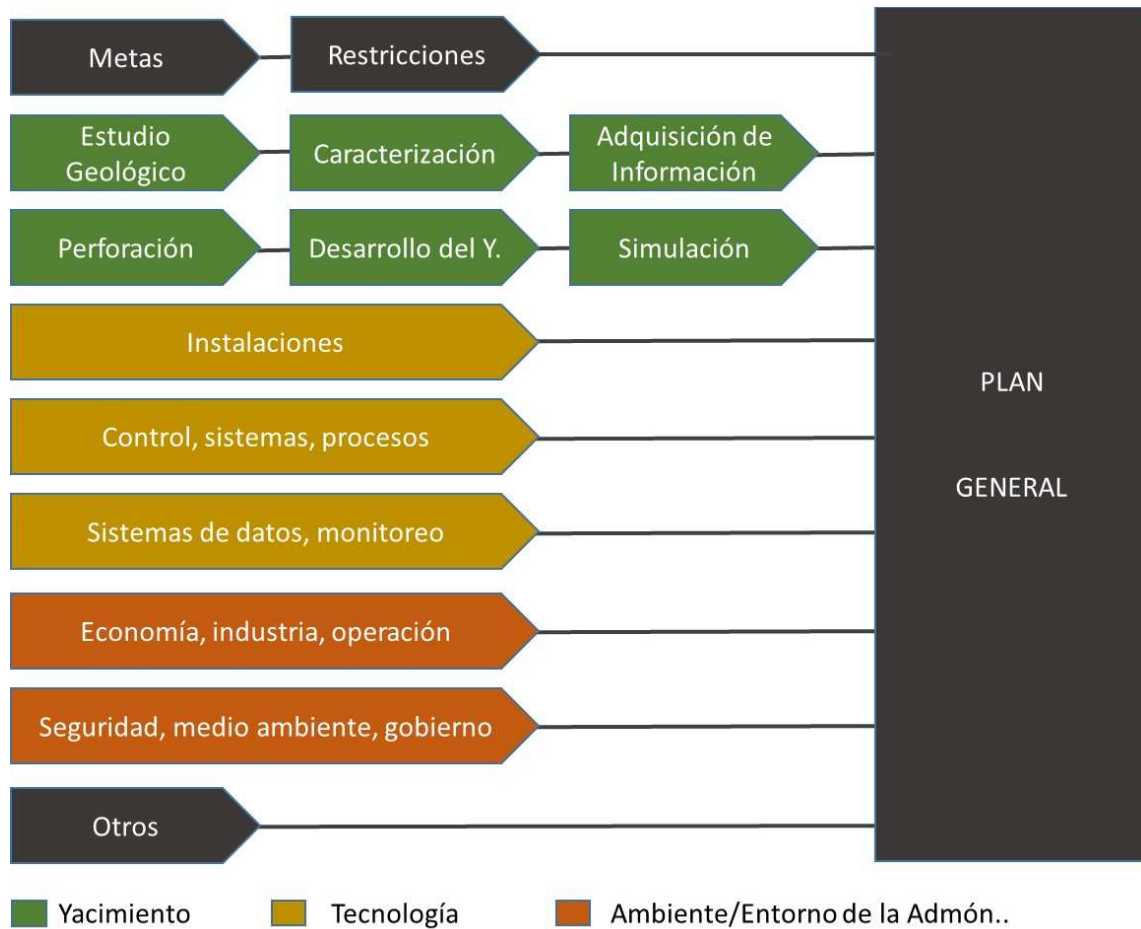 Metas
Restricciones
Estudio
Geológico
Caracterización
Adquisición de
Información
Perforación
Desarrollo del Y.
Simulación
Instalaciones
Control, sistemas, procesos
Sistemas de datos, monitoreo
Economía, industria, operación
Seguridad, medio ambiente, gobierno
Otros
PLAN
GENERAL
Yacimiento
Tecnología
Ambiente/Entorno de la Admón..